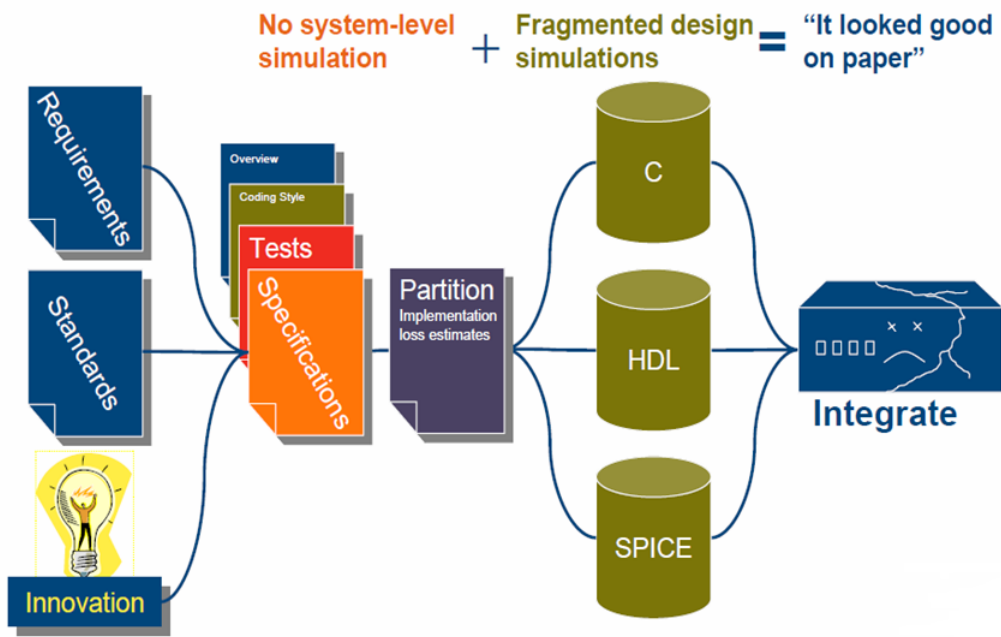 No system-level
simulation
+
Fragmented design
simulations
=
“It looked good
on paper”
Requirements
Standards
Innovation
Overview
Coding Style
Tests
Specifications
Partition
Implementation
loss estimates
C
HDL
SPICE
Integrate